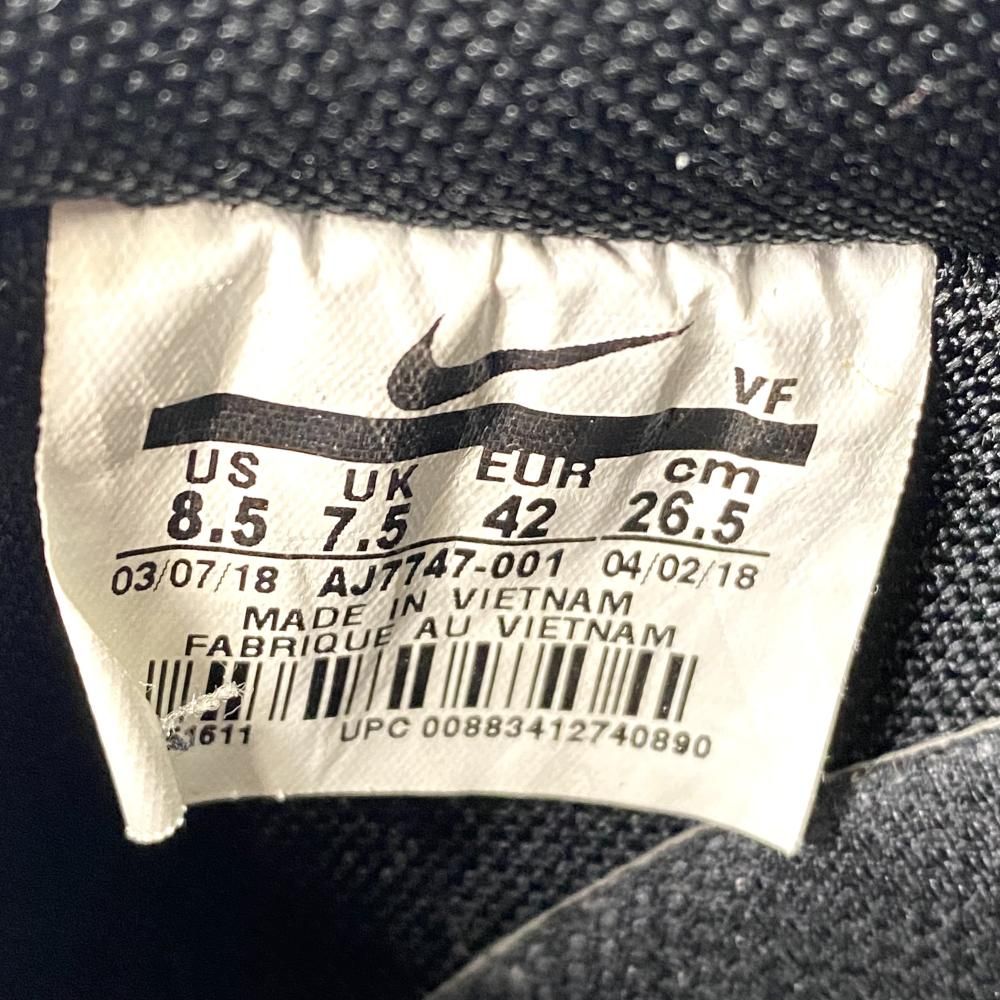 VF
US UK EUR cm
8.5 7.5 42 26.5
03/07/18 AJ7747-001 04/02/18
MADE IN VIETNAM
FABRIQUE AU VIETNAM
UPC 00883412740890